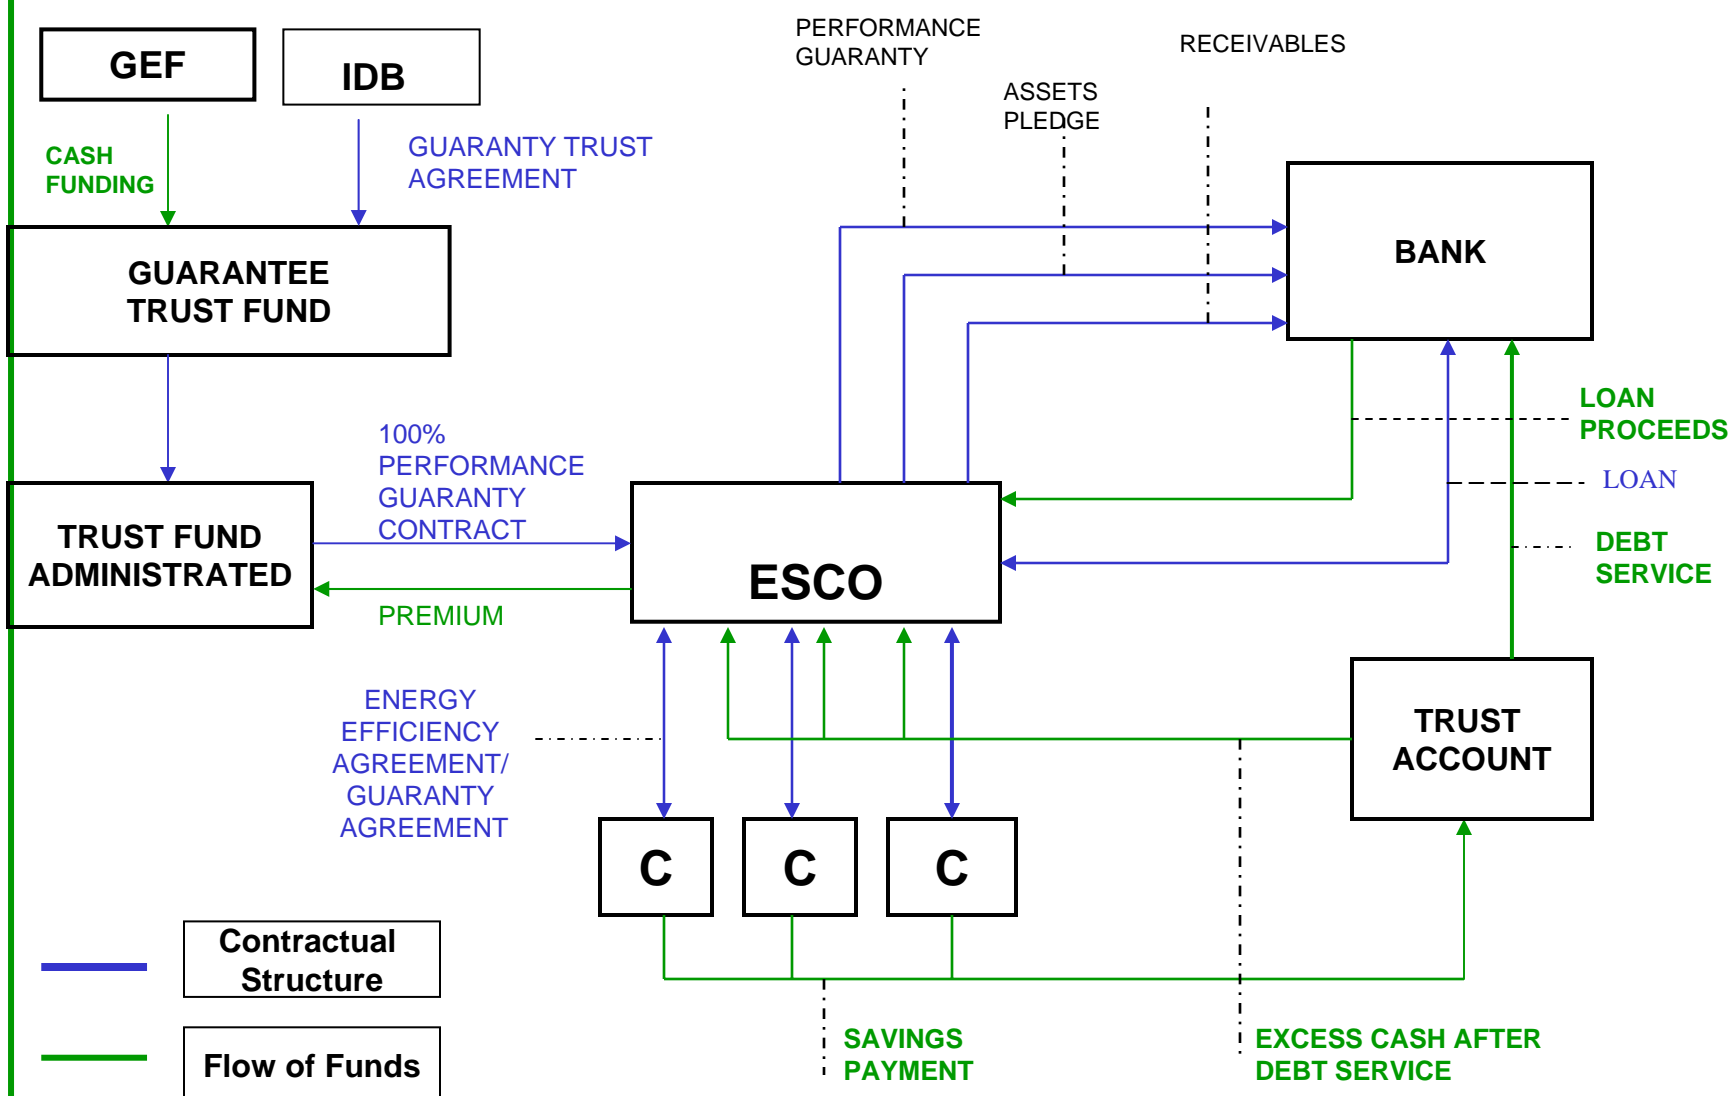 GEF
IDB
PERFORMANCE
GUARANTY
RECEIVABLES
ASSETS
PLEDGE
CASH
FUNDING
GUARANTY TRUST
AGREEMENT
GUARANTEE
TRUST FUND
BANK
LOAN
PROCEEDS
LOAN
DEBT
SERVICE
100%
PERFORMANCE
GUARANTY
CONTRACT
TRUST FUND
ADMINISTRATED
ESCO
PREMIUM
ENERGY
EFFICIENCY
AGREEMENT/
GUARANTY
AGREEMENT
TRUST
ACCOUNT
C
C
C
Contractual
Structure
Flow of Funds
SAVINGS
PAYMENT
EXCESS CASH AFTER
DEBT SERVICE